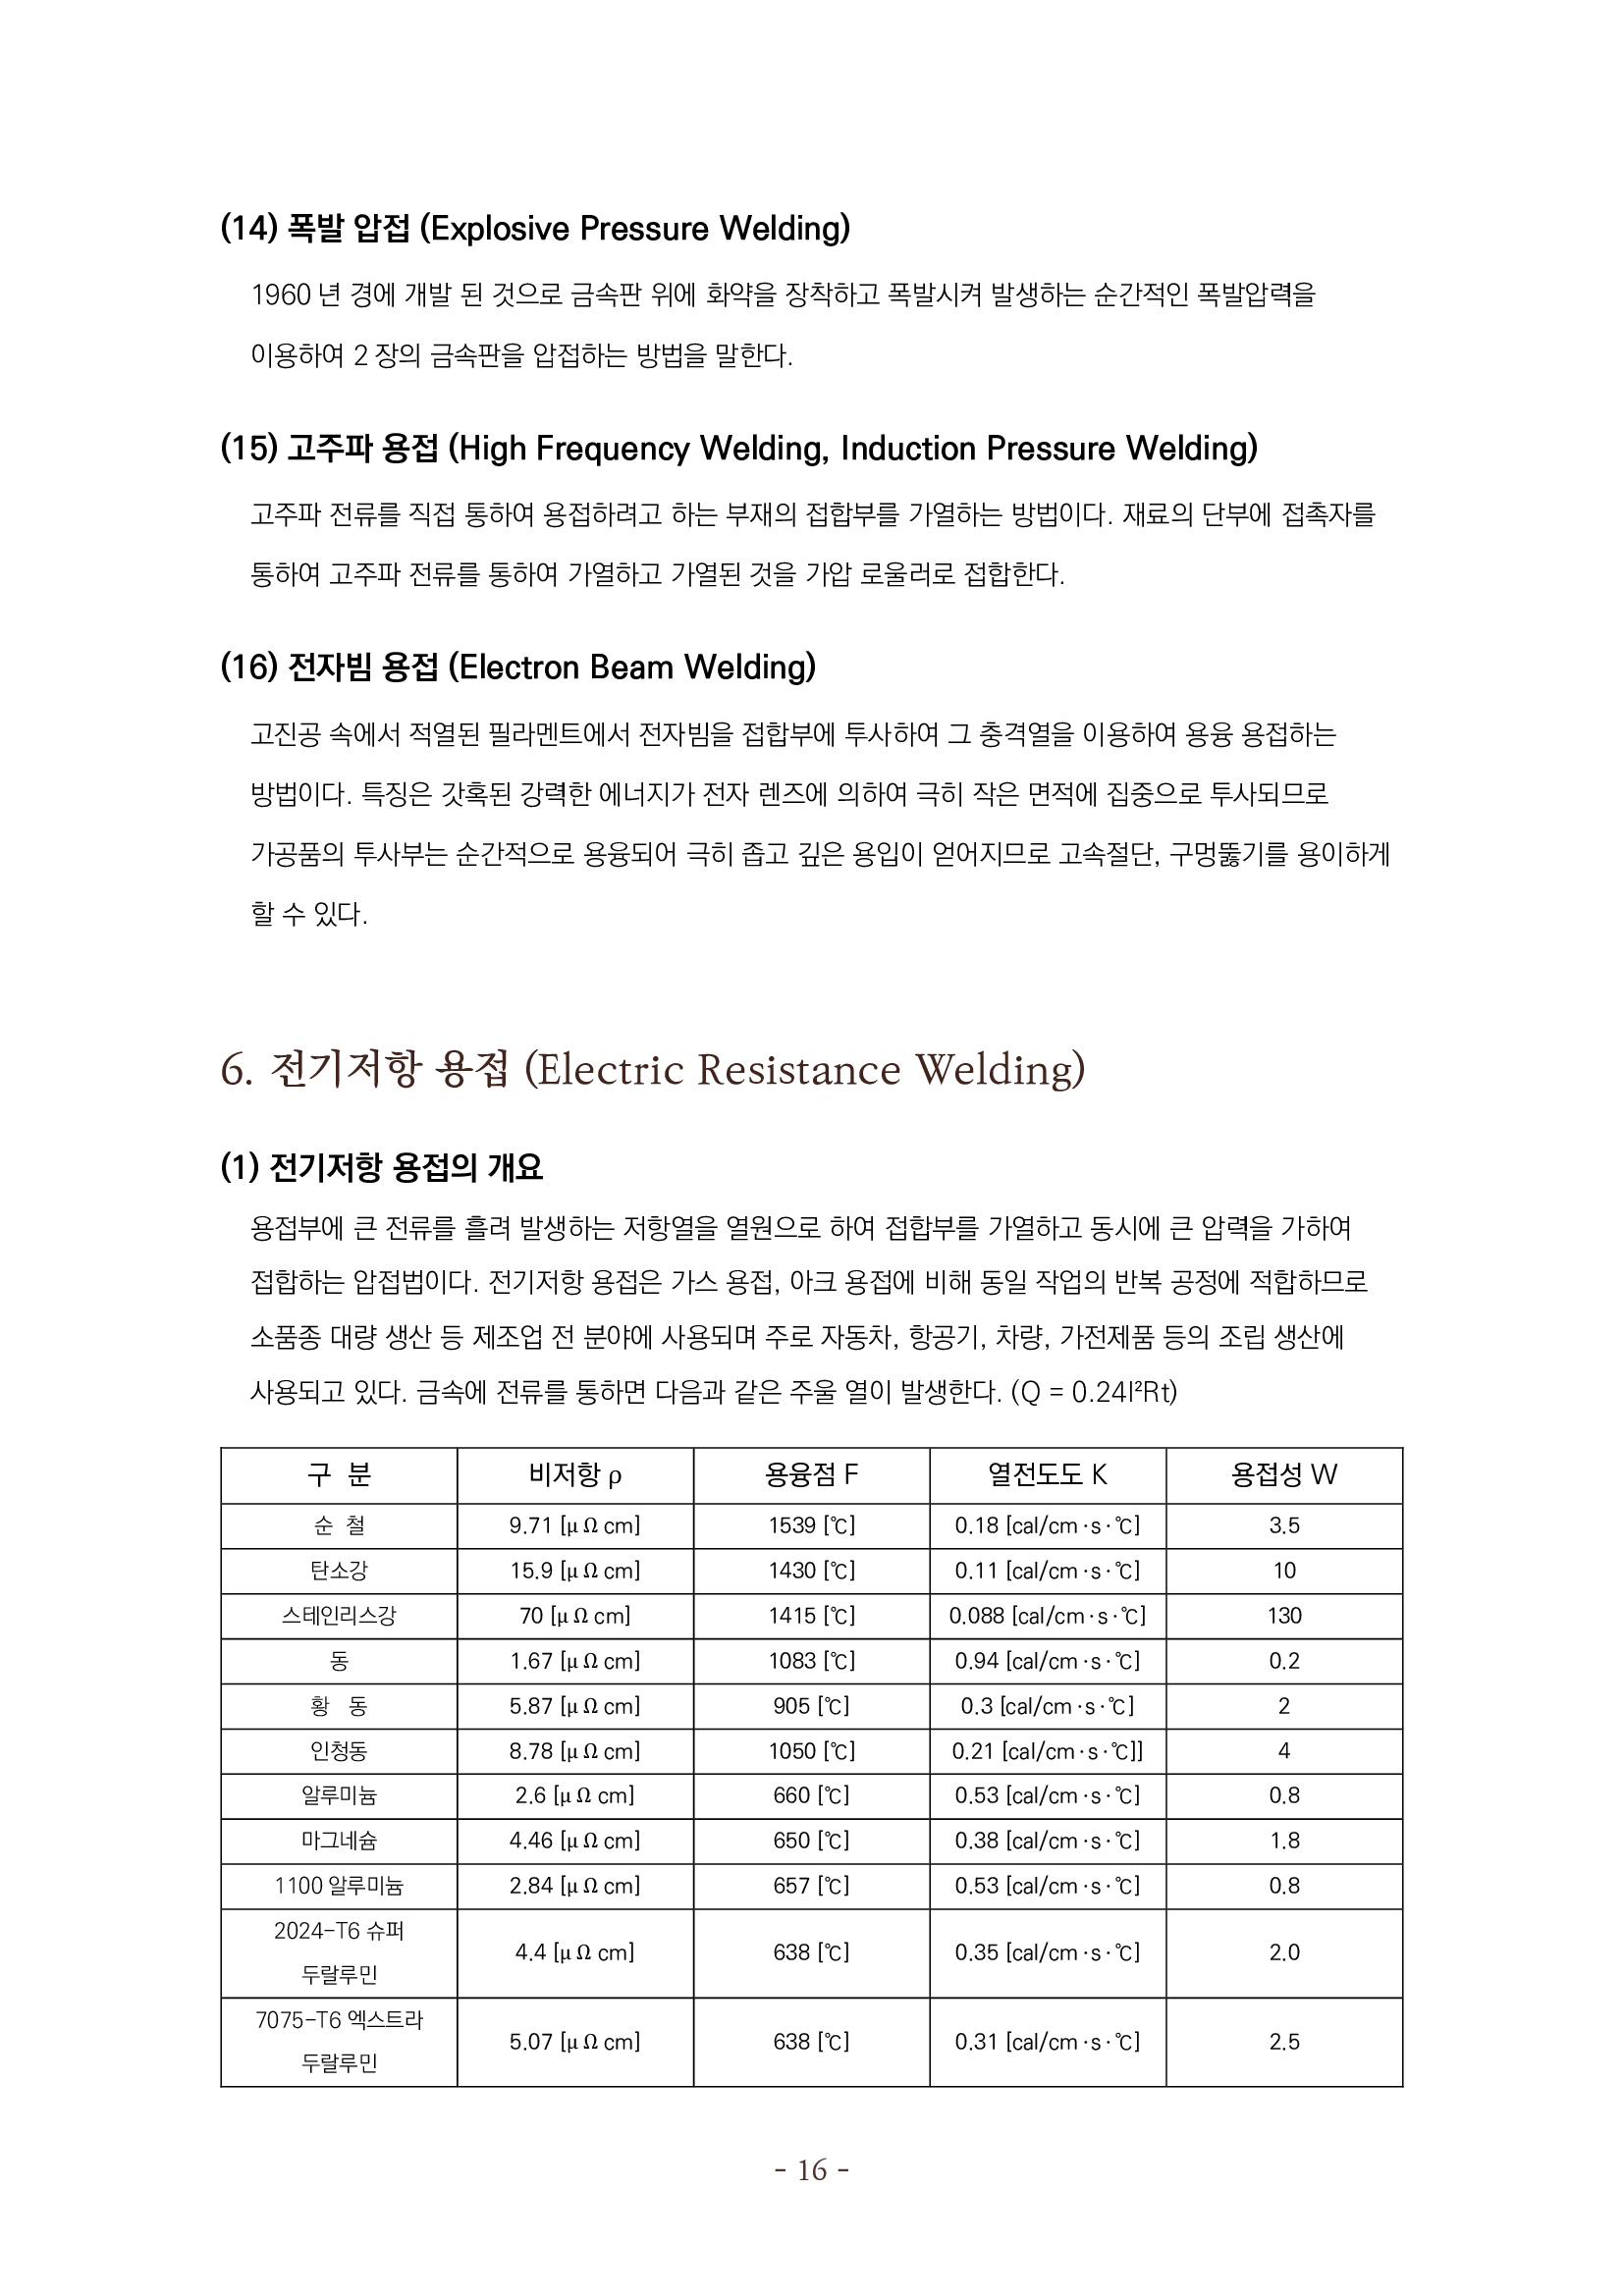 (14) 폭발 압접 (Explosive Pressure Welding)
1960 년 경에 개발 된 것으로 금속판 위에 화약을 장착하고 폭발시켜 발생하는 순간적인 폭발압력을
이용하여 2 장의 금속판을 압접하는 방법을 말한다.
(15) 고주파 용접 (High Frequency Welding, Induction Pressure Welding)
고주파 전류를 직접 통하여 용접하려고 하는 부재의 접합부를 가열하는 방법이다. 재료의 단부에 접촉자를
통하여 고주파 전류를 통하여 가열하고 가열된 것을 가압 로울러로 접합한다.
(16) 전자빔 용접 (Electron Beam Welding)
고진공 속에서 적열된 필라멘트에서 전자빔을 접합부에 투사하여 그 충격열을 이용하여 용융 용접하는
방법이다. 특징은 갓혹된 강력한 에너지가 전자 렌즈에 의하여 극히 작은 면적에 집중으로 투사되므로
가공품의 투사부는 순간적으로 용융되어 극히 좁고 깊은 용입이 얻어지므로 고속절단, 구멍뚫기를 용이하게
할 수 있다.
6. 전기저항 용접 (Electric Resistance Welding)
(1) 전기저항 용접의 개요
용접부에 큰 전류를 흘려 발생하는 저항열을 열원으로 하여 접합부를 가열하고 동시에 큰 압력을 가하여
접합하는 압접법이다. 전기저항 용접은 가스 용접, 아크 용접에 비해 동일 작업의 반복 공정에 적합하므로
소품종 대량 생산 등 제조업 전 분야에 사용되며 주로 자동차, 항공기, 차량, 가전제품 등의 조립 생산에
사용되고 있다. 금속에 전류를 통하면 다음과 같은 주울 열이 발생한다. (Q = 0.24I²Rt)
구 분 비저항 ρ 용융점 F 열전도도 K 용접성 W
순 철 9.71 [μ Ω cm] 1539 [℃] 0.18 [cal/cm·s·℃] 3.5
탄소강 15.9 [μ Ω cm] 1430 [℃] 0.11 [cal/cm·s·℃] 10
스테인리스강 70 [μ Ω cm] 1415 [℃] 0.088 [cal/cm·s·℃] 130
동 1.67 [μ Ω cm] 1083 [℃] 0.94 [cal/cm·s·℃] 0.2
황 동 5.87 [μ Ω cm] 905 [℃] 0.3 [cal/cm·s·℃] 2
인청동 8.78 [μ Ω cm] 1050 [℃] 0.21 [cal/cm·s·℃]] 4
알루미늄 2.6 [μ Ω cm] 660 [℃] 0.53 [cal/cm·s·℃] 0.8
마그네슘 4.46 [μ Ω cm] 650 [℃] 0.38 [cal/cm·s·℃] 1.8
1100 알루미늄 2.84 [μ Ω cm] 657 [℃] 0.53 [cal/cm·s·℃] 0.8
2024-T6 슈퍼
두랄루민 4.4 [μ Ω cm] 638 [℃] 0.35 [cal/cm·s·℃] 2.0
7075-T6 엑스트라
두랄루민 5.07 [μ Ω cm] 638 [℃] 0.31 [cal/cm·s·℃] 2.5
- 16 -